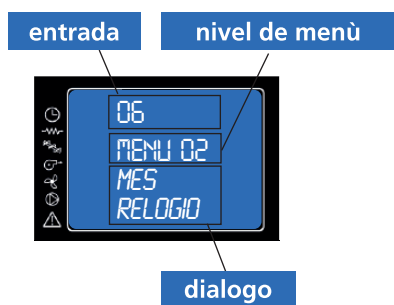 entrada
nivel de menù
06
MENU 02
MES
RELOGIO
dialogo